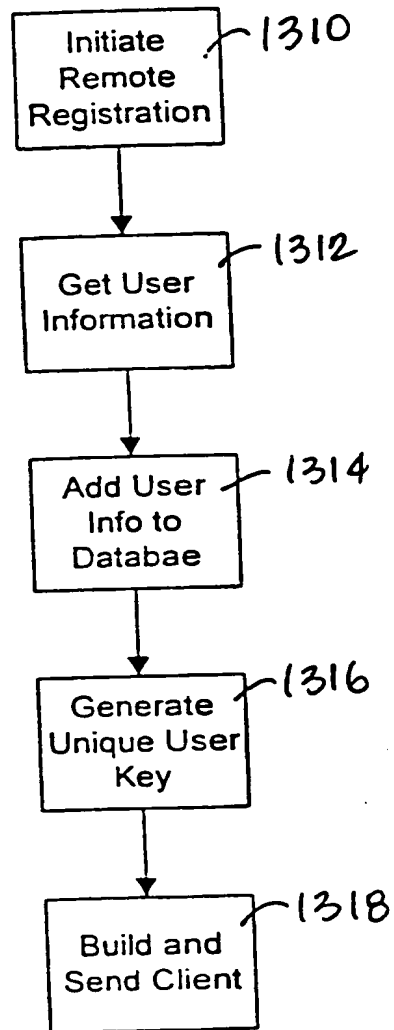 Initiate
Remote
Registration
1310
Get User
Information
1312
Add User
Info to
Databae
1314
Generate
Unique User
Key
1316
Build and
Send Client
1318